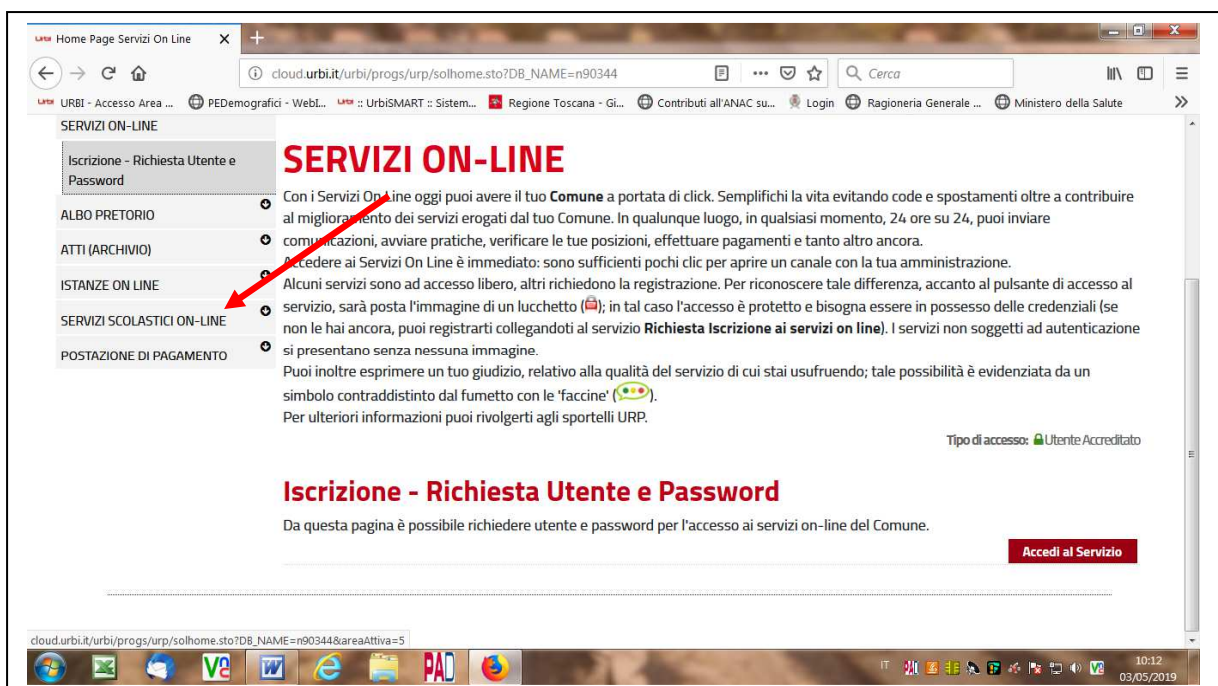 Home Page Servizi On Line
cloud.urbi.it/urbi/progs/urp/solhome.sto?DB_NAME=n90344
Cerca
URBI - Accesso Area ... PEDemografici - WebI... :: UrbiSMART :: Sistem... Regione Toscana - Gi... Contributi all'ANAC su... Login Ragioneria Generale ... Ministero della Salute
SERVIZI ON-LINE
Iscrizione - Richiesta Utente e
Password
ALBO PRETORIO
ATTI (ARCHIVIO)
ISTANZE ON LINE
SERVIZI SCOLASTICI ON-LINE
POSTAZIONE DI PAGAMENTO
SERVIZI ON-LINE
Con i Servizi On Line oggi puoi avere il tuo Comune a portata di click. Semplifichi la vita evitando code e spostamenti oltre a contribuire
al miglioramento dei servizi erogati dal tuo Comune. In qualunque luogo, in qualsiasi momento, 24 ore su 24, puoi inviare
comunicazioni, avviare pratiche, verificare le tue posizioni, effettuare pagamenti e tanto altro ancora.
Accedere ai Servizi On Line è immediato: sono sufficienti pochi clic per aprire un canale con la tua amministrazione.
Alcuni servizi sono ad accesso libero, altri richiedono la registrazione. Per riconoscere tale differenza, accanto al pulsante di accesso al
servizio, sarà posta l'immagine di un lucchetto (); in tal caso l'accesso è protetto e bisogna essere in possesso delle credenziali (se
non le hai ancora, puoi registrarti collegandoti al servizio Richiesta Iscrizione ai servizi on line). I servizi non soggetti ad autenticazione
si presentano senza nessuna immagine.
Puoi inoltre esprimere un tuo giudizio, relativo alla qualità del servizio di cui stai usufruendo; tale possibilità è evidenziata da un
simbolo contraddistinto dal fumetto con le 'faccine' ().
Per ulteriori informazioni puoi rivolgerti agli sportelli URP.
Tipo di accesso: Utente Accreditato
Iscrizione - Richiesta Utente e Password
Da questa pagina è possibile richiedere utente e password per l'accesso ai servizi on-line del Comune.
Accedi al Servizio
cloud.urbi.it/urbi/progs/urp/solhome.sto?DB_NAME=n90344&areaAttiva=5
PAD
IT
10:12
03/05/2019